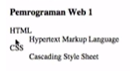 Pemrograman Web 1
HTML
Hypertext Markup Language
CSS
Cascading Style Sheet